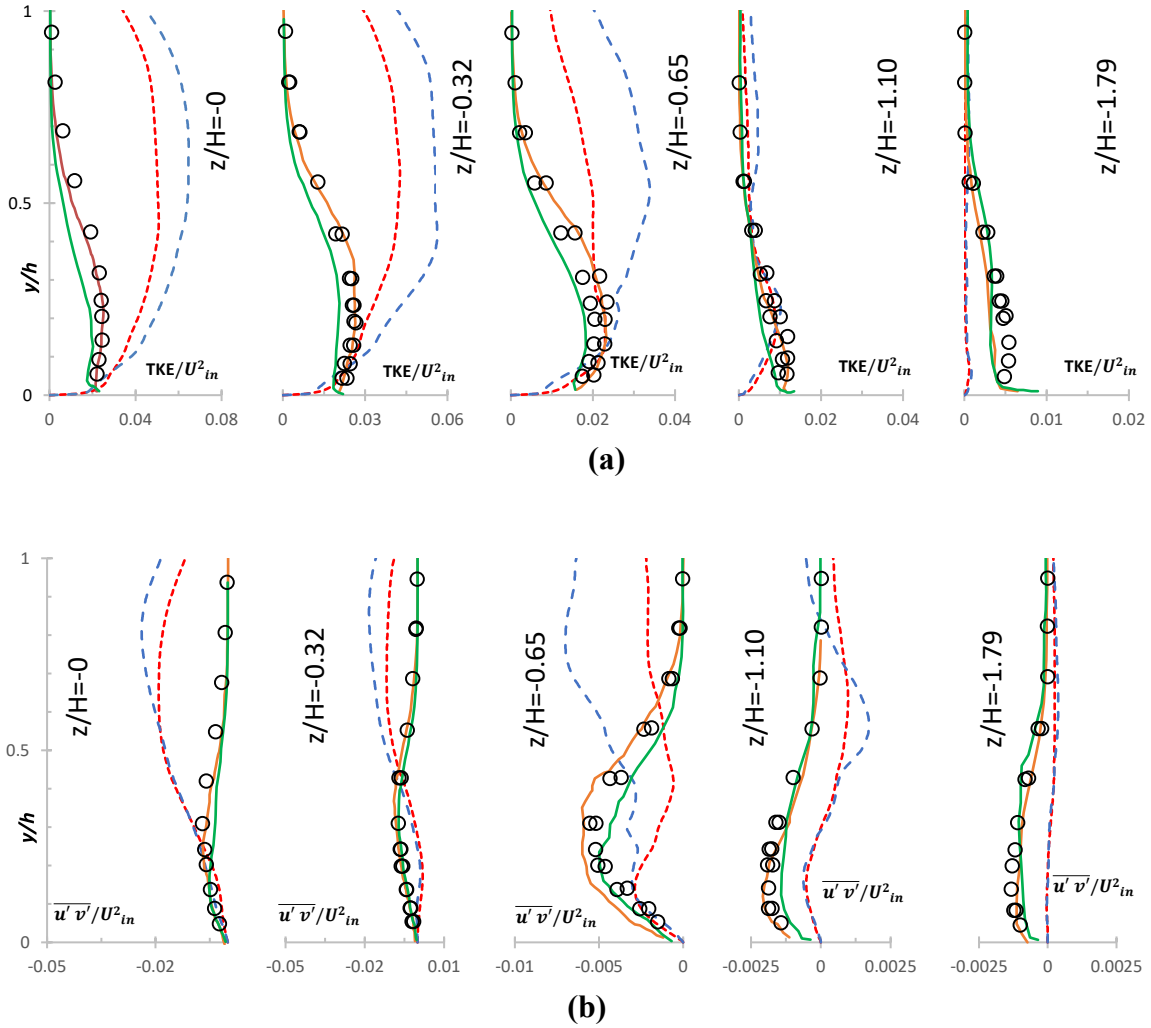 1
0.5
0
y/h
z/H=-0
z/H=-0.32
z/H=-0.65
z/H=-1.10
z/H=-1.79
TKE/U²in
TKE/U²in
TKE/U²in
TKE/U²in
TKE/U²in
0 0.04 0.08
0 0.03 0.06
0 0.02 0.04
0 0.01 0.02 0.03 0.04
0 0.01 0.02
(a)
1
0.5
0
y/h
z/H=-0
z/H=-0.32
z/H=-0.65
z/H=-1.10
z/H=-1.79
u' v'/U²in
u' v'/U²in
u' v'/U²in
u' v'/U²in
u' v'/U²in
-0.05 -0.02
-0.05 -0.02 0.01
-0.01 -0.005 0
-0.0025 0 0.0025
-0.0025 0 0.0025
(b)